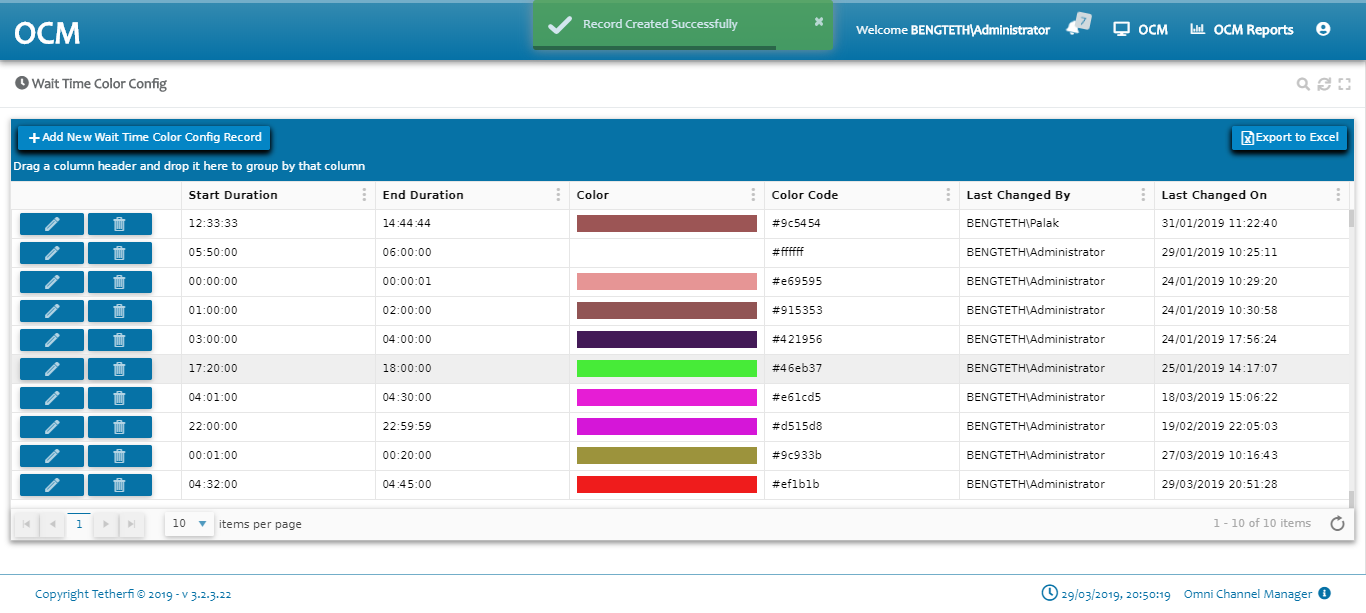 OCM
Record Created Successfully
Welcome BENGTETH\Administrator
7
OCM
OCM Reports
Wait Time Color Config
Add New Wait Time Color Config Record
Export to Excel
Drag a column header and drop it here to group by that column
Start Duration End Duration Color Color Code Last Changed By Last Changed On
12:33:33 14:44:44 #9c5454 BENGTETH\Palak 31/01/2019 11:22:40
05:50:00 06:00:00 #ffffff BENGTETH\Administrator 29/01/2019 10:25:11
00:00:00 00:00:01 #e69595 BENGTETH\Administrator 24/01/2019 10:29:20
01:00:00 02:00:00 #915353 BENGTETH\Administrator 24/01/2019 10:30:58
03:00:00 04:00:00 #421956 BENGTETH\Administrator 24/01/2019 17:56:24
17:20:00 18:00:00 #46eb37 BENGTETH\Administrator 25/01/2019 14:17:07
04:01:00 04:30:00 #e61cd5 BENGTETH\Administrator 18/03/2019 15:06:22
22:00:00 22:59:59 #d515d8 BENGTETH\Administrator 19/02/2019 22:05:03
00:01:00 00:20:00 #9c933b BENGTETH\Administrator 27/03/2019 10:16:43
04:32:00 04:45:00 #ef1b1b BENGTETH\Administrator 29/03/2019 20:51:28
1 10 items per page 1 - 10 of 10 items
Copyright Tetherfi © 2019 - v 3.2.3.22 29/03/2019, 20:50:19 Omni Channel Manager